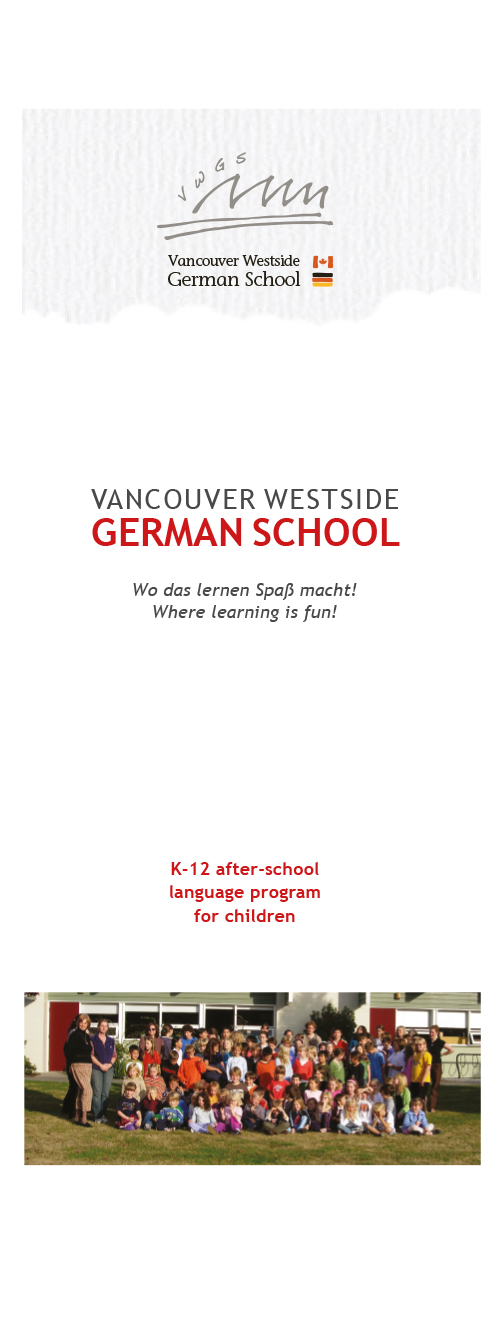 V W G S
Vancouver Westside
German School
VANCOUVER WESTSIDE
GERMAN SCHOOL
Wo das lernen Spaß macht!
Where learning is fun!
K-12 after-school
language program
for children